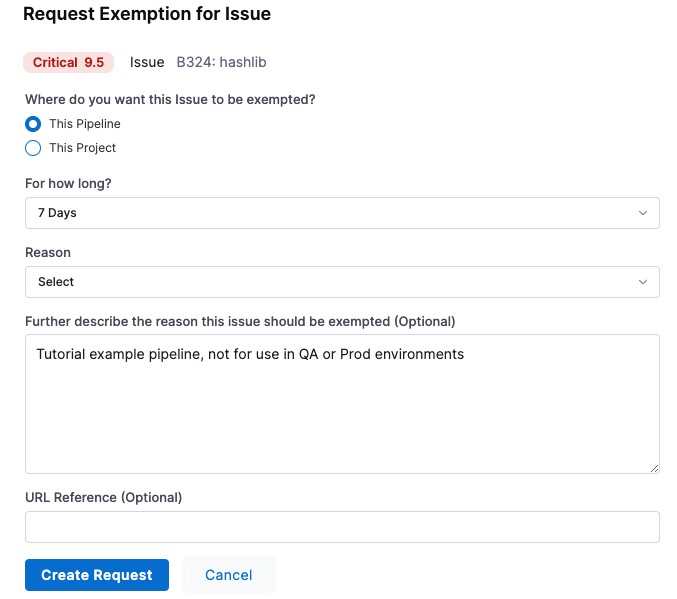 Request Exemption for Issue
Critical 9.5 Issue B324: hashlib
Where do you want this Issue to be exempted?
This Pipeline
This Project
For how long?
7 Days
Reason
Select
Further describe the reason this issue should be exempted (Optional)
Tutorial example pipeline, not for use in QA or Prod environments
URL Reference (Optional)
Create Request Cancel